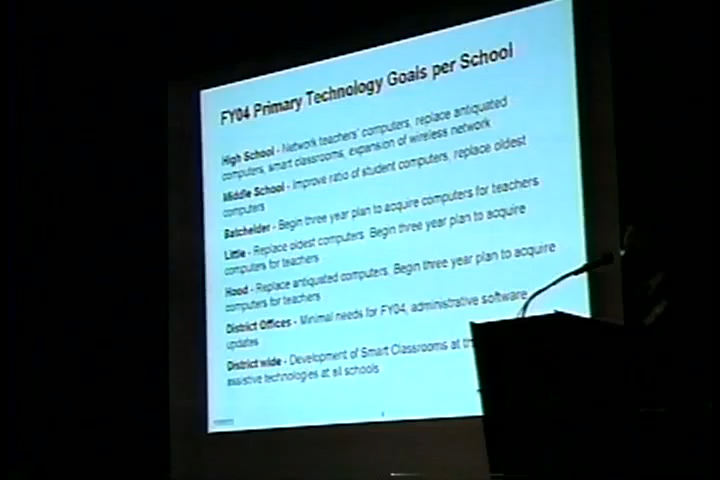 FY04 Primary Technology Goals per School
High School - Network teachers' computers, replace antiquated
computers, smart classrooms, expansion of wireless network
Middle School - Improve ratio of student computers, replace oldest
computers
Batchelder - Begin three year plan to acquire computers for teachers
Little - Replace oldest computers. Begin three year plan to acquire
computers for teachers
Hood - Replace antiquated computers. Begin three year plan to acquire
computers for teachers
District Offices - Minimal needs for FY04, administrative software
updates
District wide - Development of Smart Classrooms at
assistive technologies at all schools